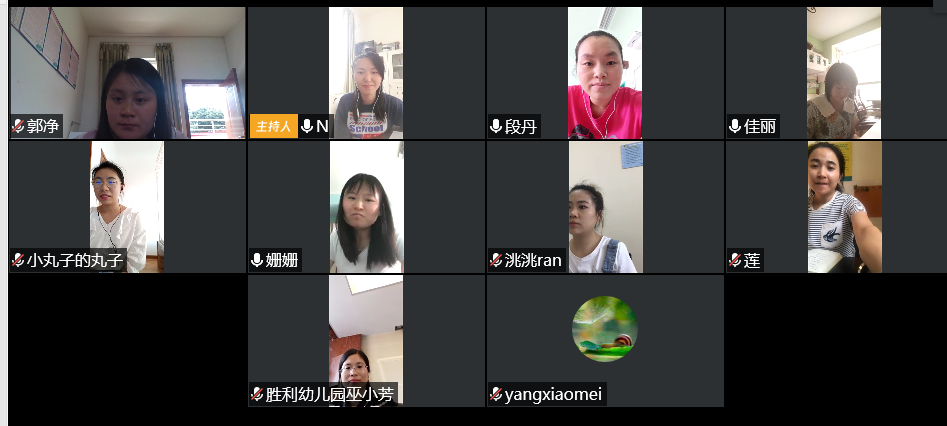 郭净
主持人 N
段丹
佳丽
小丸子的丸子
姗姗
洮洮ran
莲
胜利幼儿园巫小芳
yangxiaomei
School